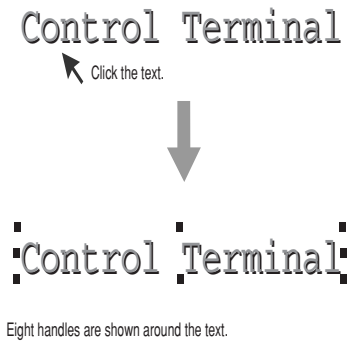 Control Terminal
Click the text.
Control Terminal
Eight handles are shown around the text.